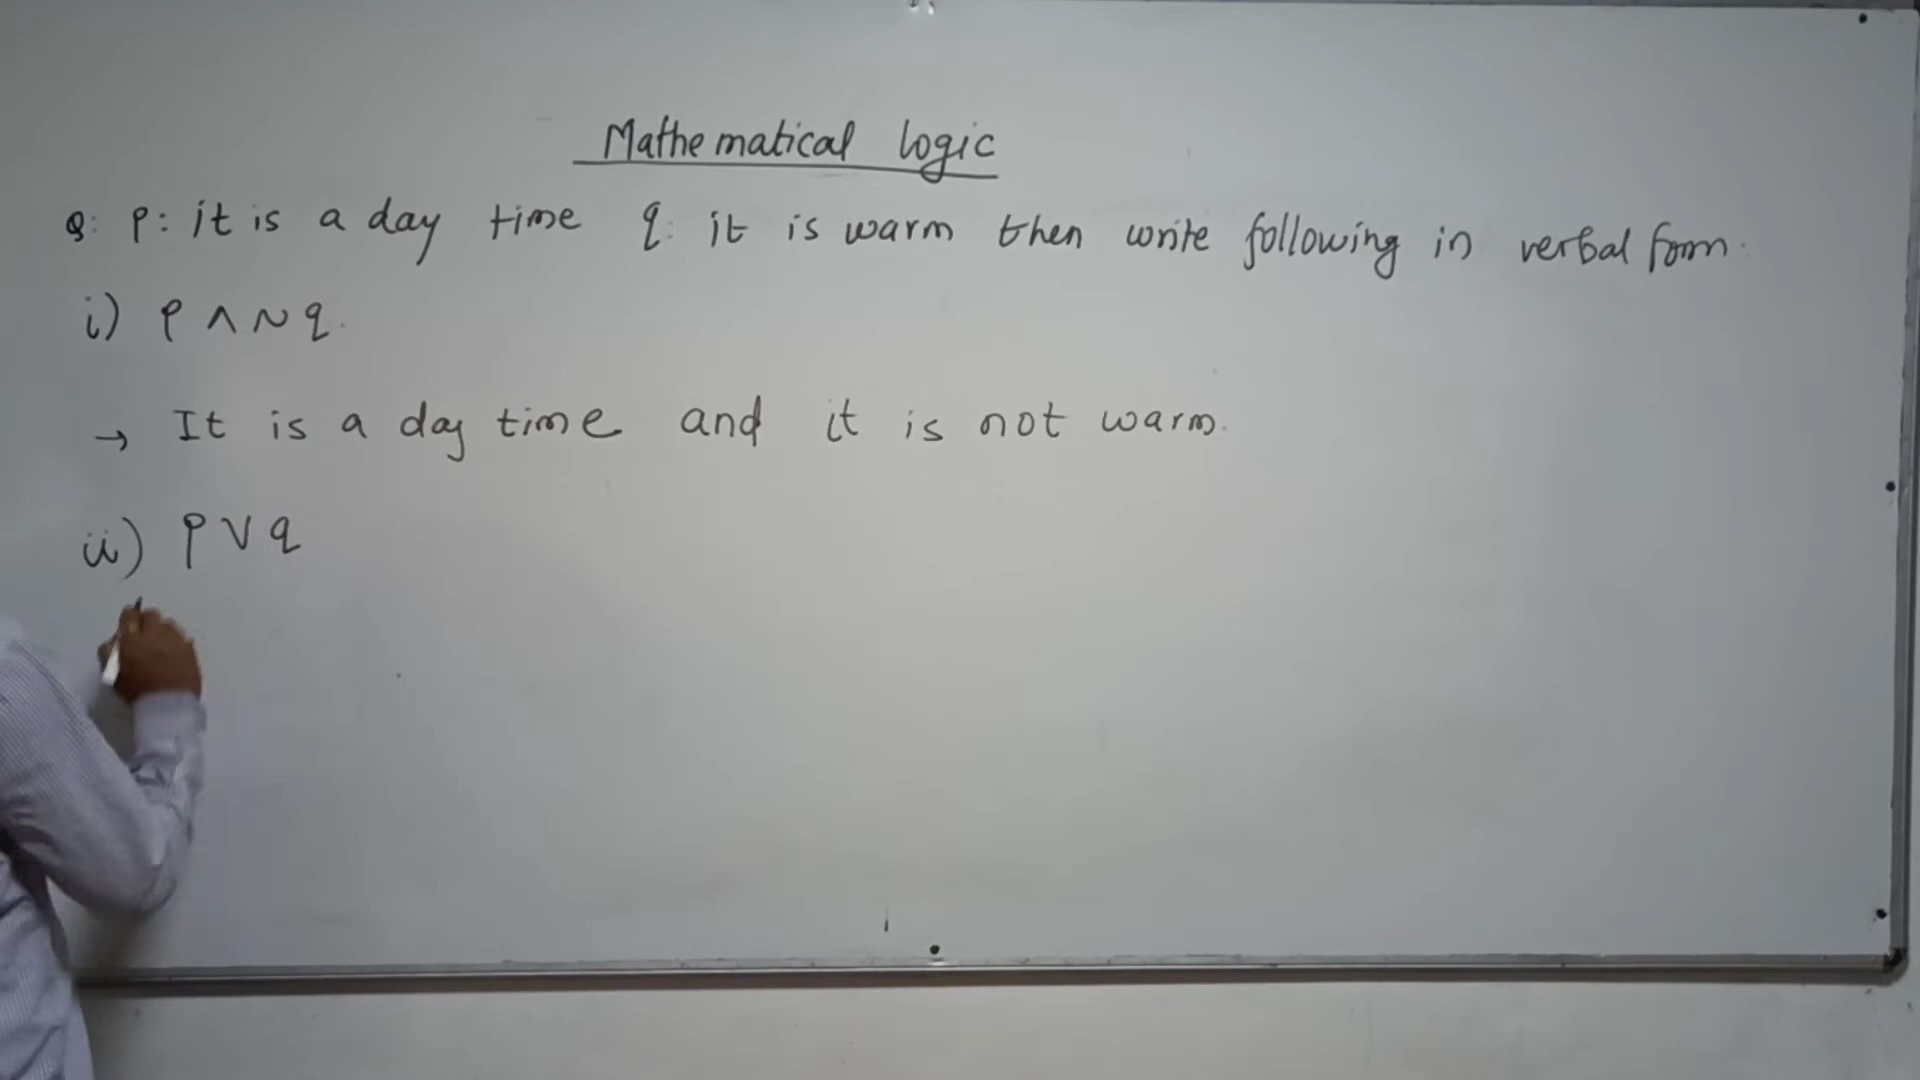 Mathematical logic
Q: p: it is a day time q: it is warm then write following in verbal form.
i) p ∧ ~ q.
→ It is a day time and it is not warm.
ii) p ∨ q